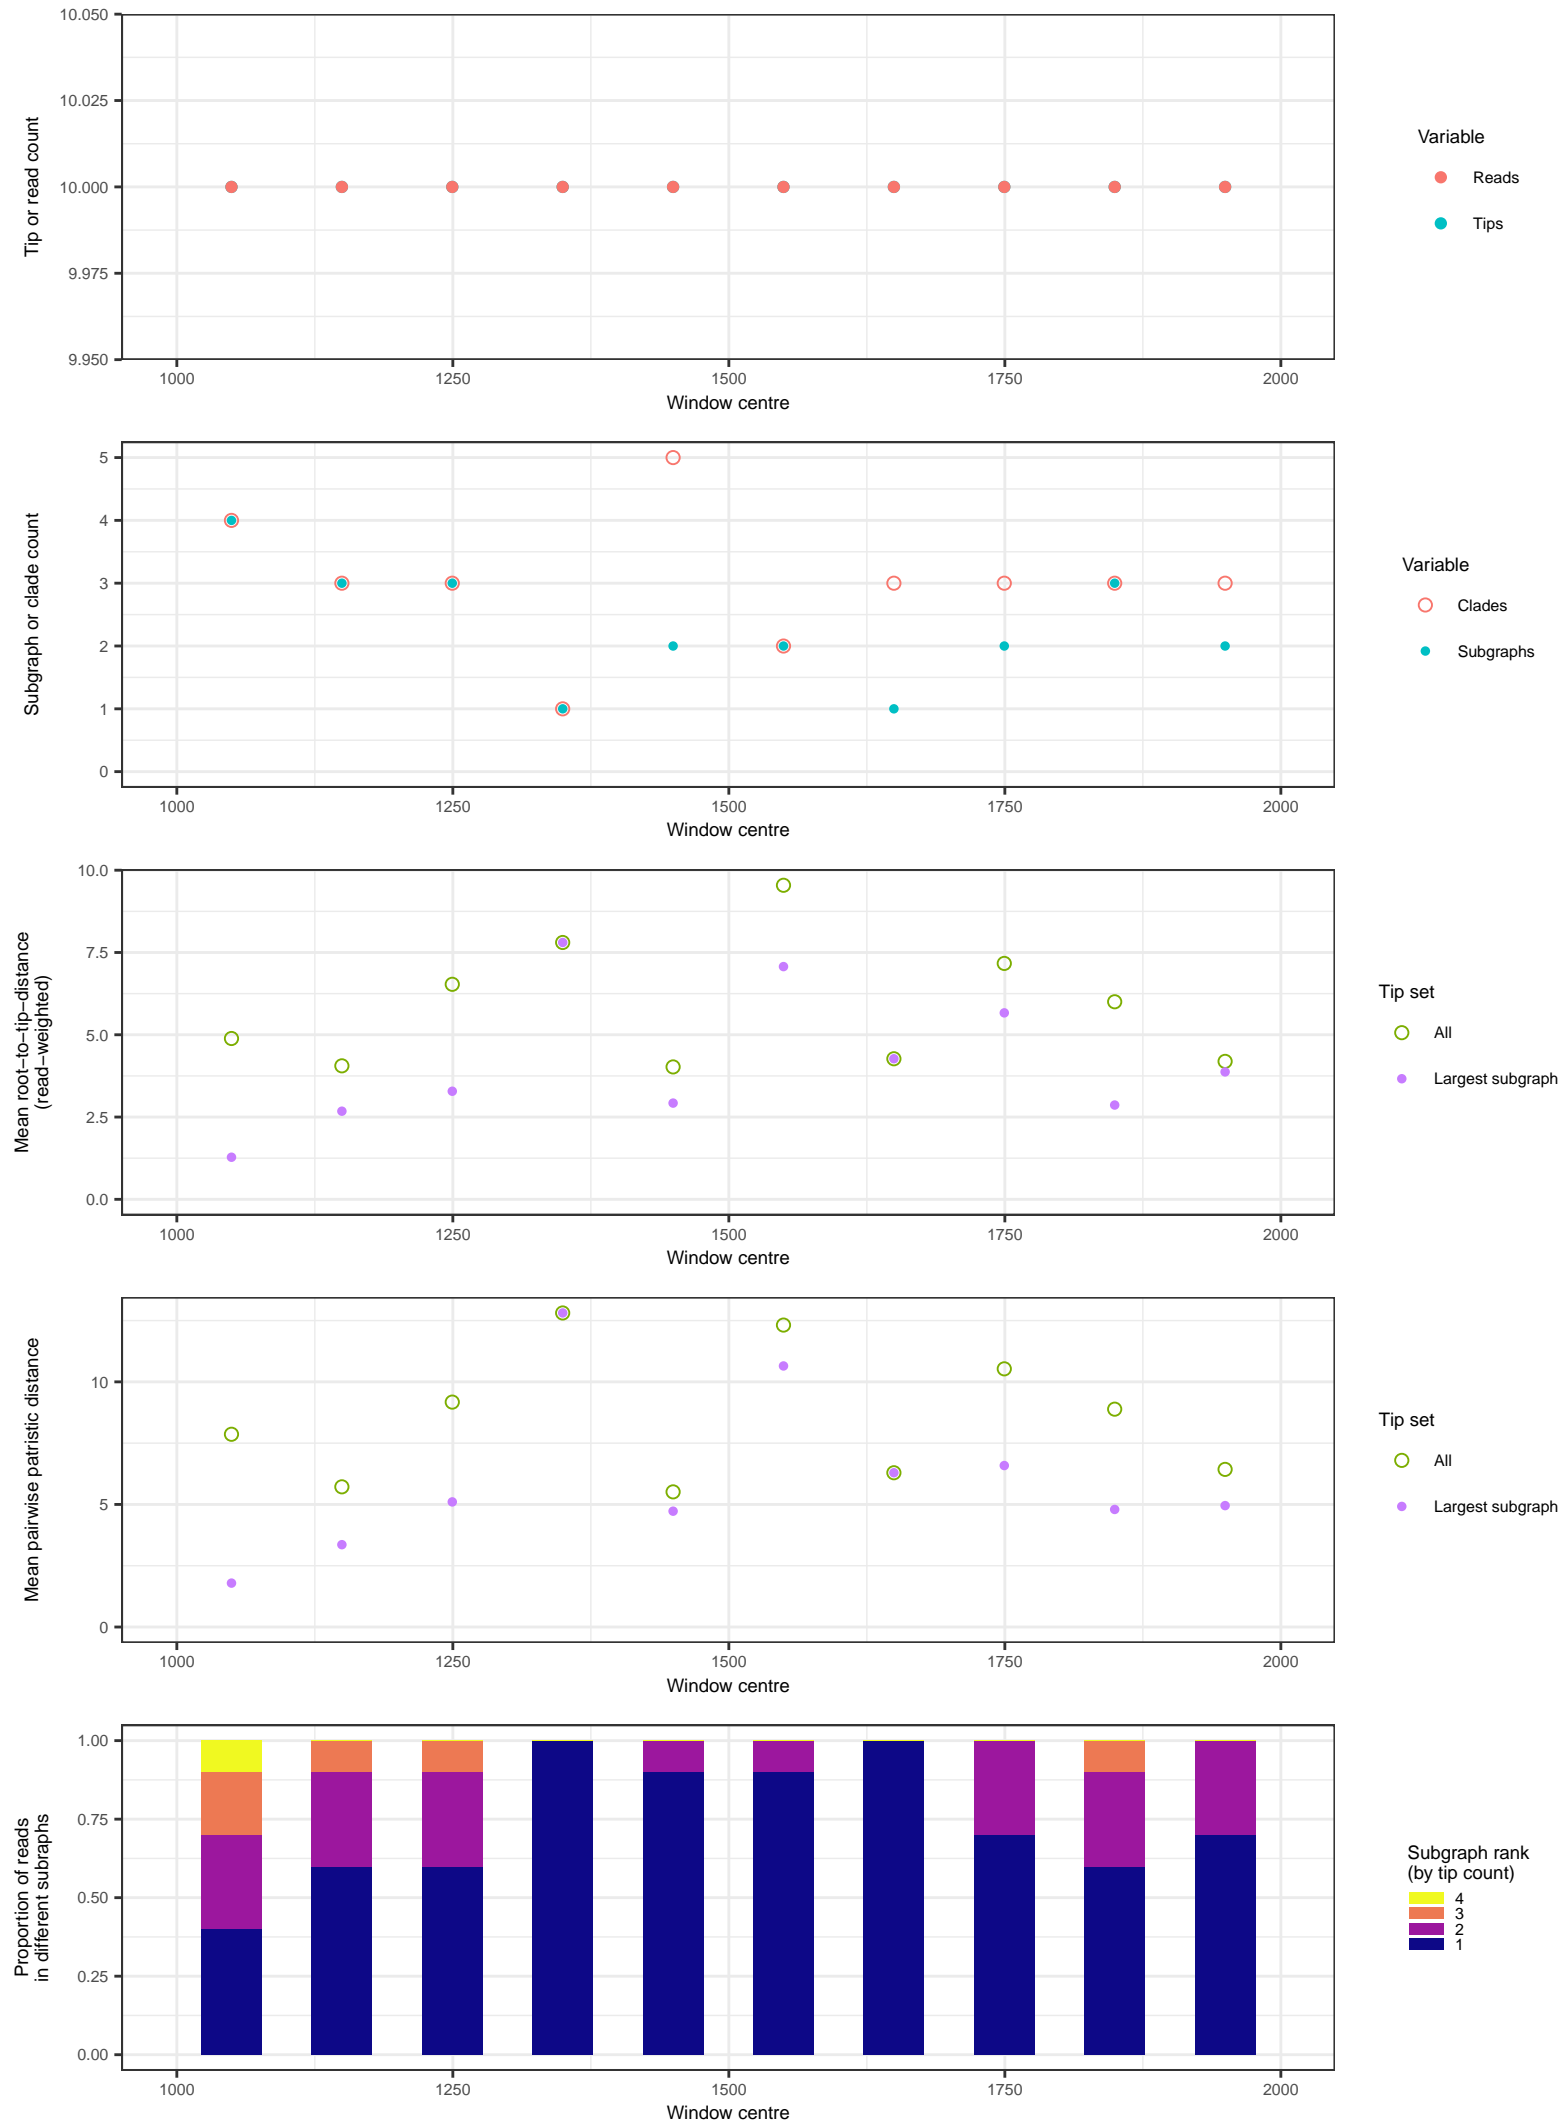 10.050
10.025
10.000
9.975
9.950
Tip or read count
1000 1250 1500 1750 2000
Window centre
Variable
Reads
Tips
5
4
3
2
1
0
Subgraph or clade count
1000 1250 1500 1750 2000
Window centre
Variable
Clades
Subgraphs
10.0
7.5
5.0
2.5
0.0
Mean root−to−tip−distance
(read−weighted)
1000 1250 1500 1750 2000
Window centre
Tip set
All
Largest subgraph
10
5
0
Mean pairwise patristic distance
1000 1250 1500 1750 2000
Window centre
Tip set
All
Largest subgraph
1.00
0.75
0.50
0.25
0.00
Proportion of reads
in different subraphs
1000 1250 1500 1750 2000
Window centre
Subgraph rank
(by tip count)
4
3
2
1